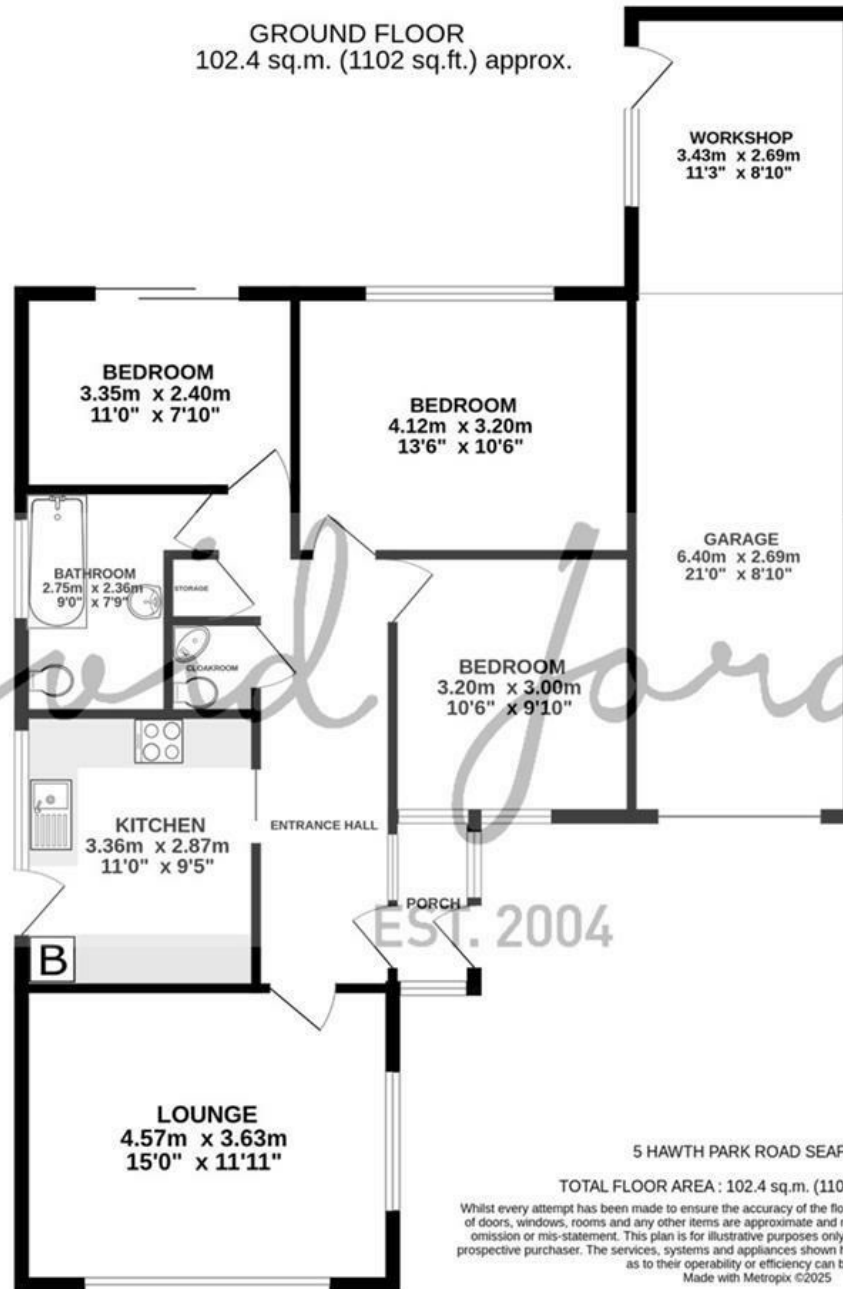 GROUND FLOOR
102.4 sq.m. (1102 sq.ft.) approx.
WORKSHOP
3.43m x 2.69m
11'3" x 8'10"
BEDROOM
3.35m x 2.40m
11'0" x 7'10"
BEDROOM
4.12m x 3.20m
13'6" x 10'6"
GARAGE
6.40m x 2.69m
21'0" x 8'10"
BATHROOM
2.75m x 2.36m
9'0" x 7'9"
STORAGE
CLOAKROOM
BEDROOM
3.20m x 3.00m
10'6" x 9'10"
KITCHEN
3.36m x 2.87m
11'0" x 9'5"
ENTRANCE HALL
PORCH
EST. 2004
B
LOUNGE
4.57m x 3.63m
15'0" x 11'11"
5 HAWTH PARK ROAD SEAF
TOTAL FLOOR AREA : 102.4 sq.m. (110
Whilst every attempt has been made to ensure the accuracy of the flo
of doors, windows, rooms and any other items are approximate and
omission or mis-statement. This plan is for illustrative purposes only
prospective purchaser. The services, systems and appliances shown
as to their operability or efficiency can b
Made with Metropix ©2025